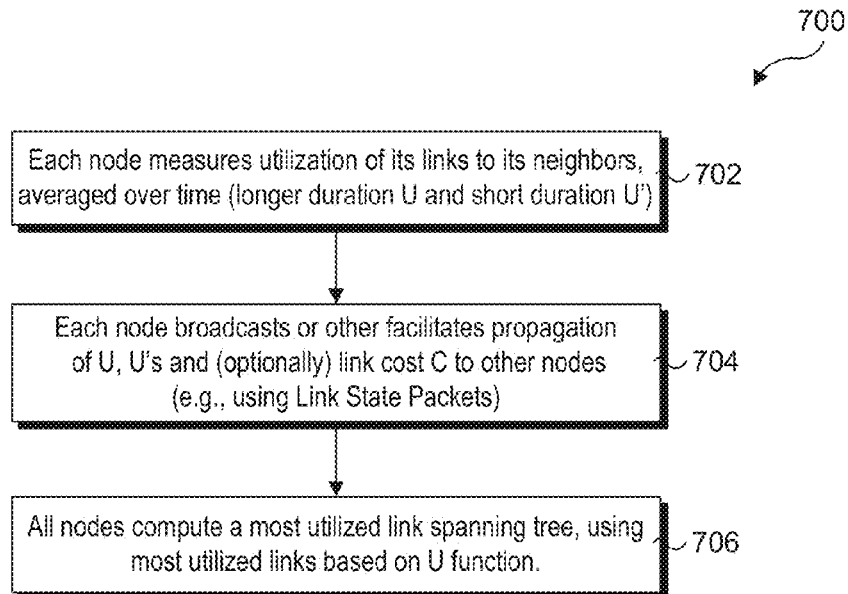 700
Each node measures utilization of its links to its neighbors,
averaged over time (longer duration U and short duration U')
702
Each node broadcasts or other facilitates propagation
of U, U's and (optionally) link cost C to other nodes
(e.g., using Link State Packets)
704
All nodes compute a most utilized link spanning tree, using
most utilized links based on U function.
706